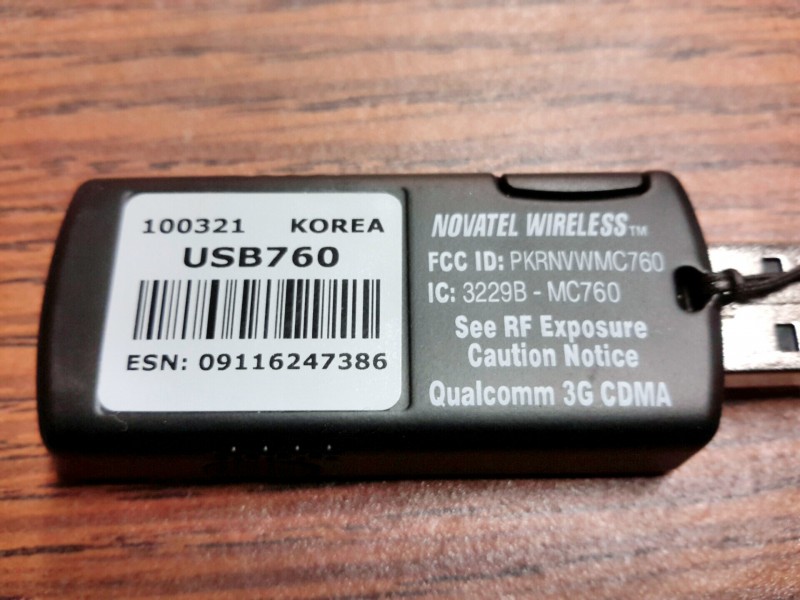 100321 KOREA
USB760
ESN: 09116247386
NOVATEL WIRELESS™
FCC ID: PKRNVWMC760
IC: 3229B - MC760
See RF Exposure
Caution Notice
Qualcomm 3G CDMA